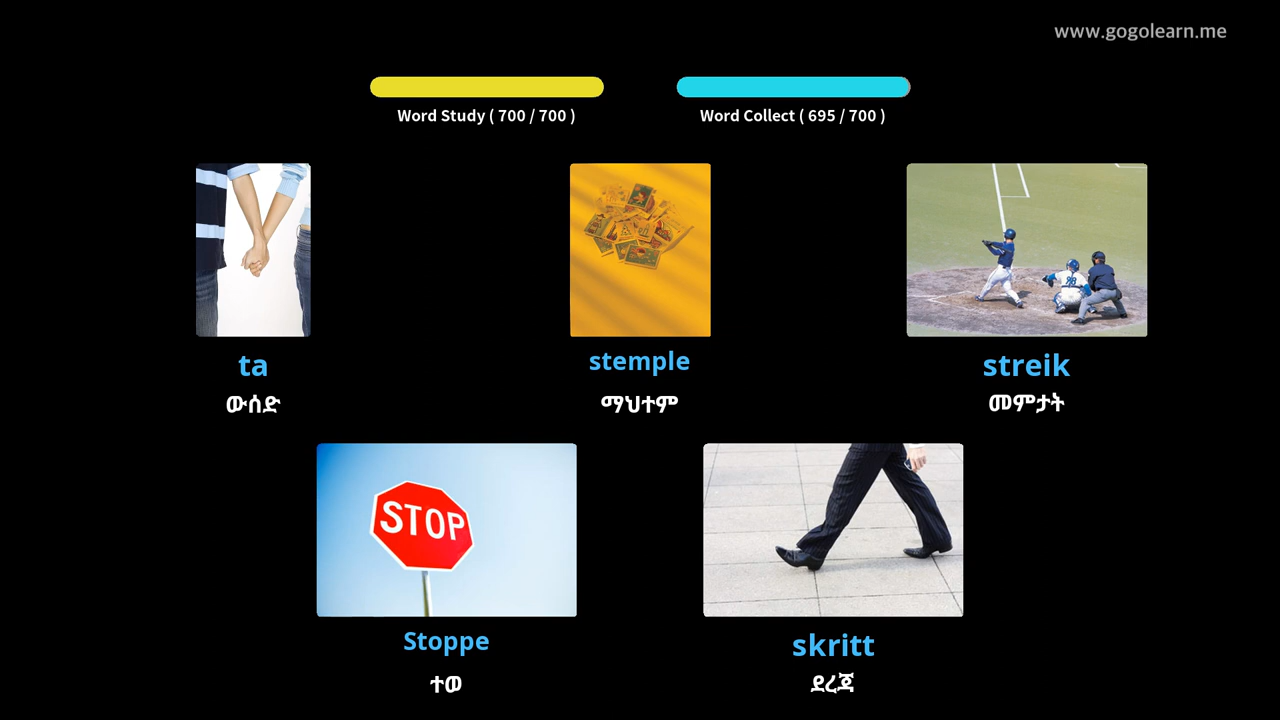 www.gogolearn.me
Word Study ( 700 / 700 )
Word Collect ( 695 / 700 )
ta
ውሰድ
stemple
ማህተም
streik
መምታት
STOP
Stoppe
ተወ
skritt
ደረጃ